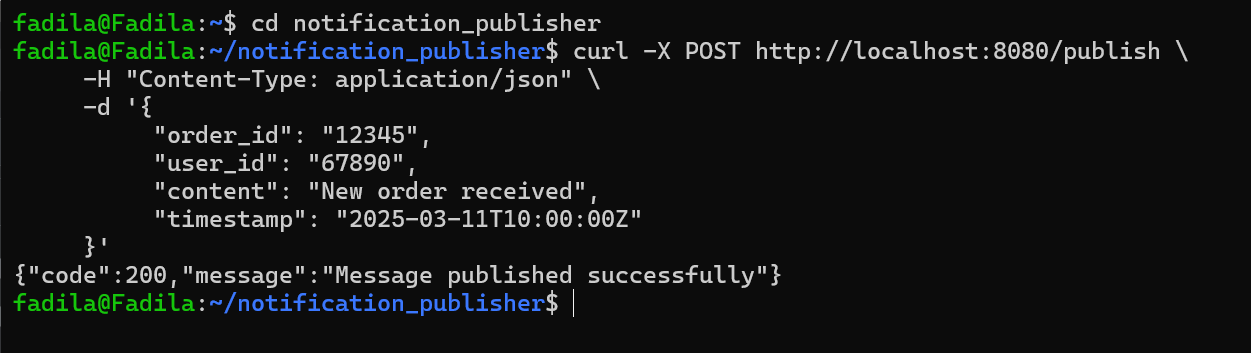 fadila@Fadila:~$ cd notification_publisher
fadila@Fadila:~/notification_publisher$ curl -X POST http://localhost:8080/publish \
     -H "Content-Type: application/json" \
     -d '{
          "order_id": "12345",
          "user_id": "67890",
          "content": "New order received",
          "timestamp": "2025-03-11T10:00:00Z"
     }'
{"code":200,"message":"Message published successfully"}
fadila@Fadila:~/notification_publisher$